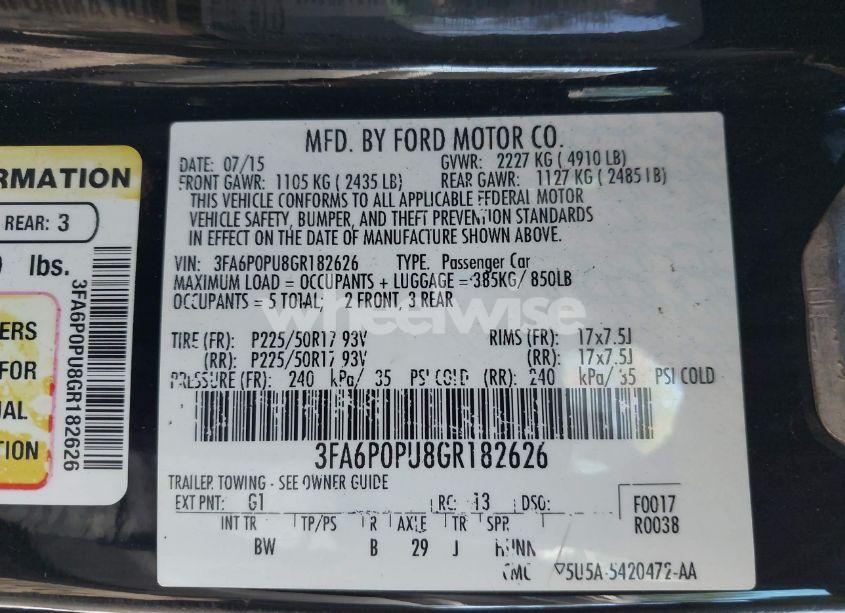 MFD. BY FORD MOTOR CO.
DATE: 07/15 GVWR: 2227 KG ( 4910 LB)
FRONT GAWR: 1105 KG ( 2435 LB) REAR GAWR: 1127 KG ( 2485 LB)
THIS VEHICLE CONFORMS TO ALL APPLICABLE FEDERAL MOTOR
VEHICLE SAFETY, BUMPER, AND THEFT PREVENTION STANDARDS
IN EFFECT ON THE DATE OF MANUFACTURE SHOWN ABOVE.
VIN: 3FA6P0PU8GR182626 TYPE: Passenger Car
MAXIMUM LOAD = OCCUPANTS + LUGGAGE = 385KG/ 850LB
OCCUPANTS = 5 TOTAL; 2 FRONT, 3 REAR
TIRE (FR): P225/50R17 93V RIMS (FR): 17x7.5J
(RR): P225/50R17 93V (RR): 17x7.5J
PRESSURE (FR): 240 kPa/ 35 PSI COLD (RR): 240 kPa/ 35 PSI COLD
3FA6P0PU8GR182626
TRAILER TOWING - SEE OWNER GUIDE
EXT PNT: G1 RC: 13 DSO: F0017
INT TR TP/PS R AXLE TR SPR R0038
BW B 29 J
▽5U5A-5420472-AA
RMATION
REAR: 3
lbs.
ERS
FOR
UAL
TION
3FA6P0PU8GR182626
wheelwise